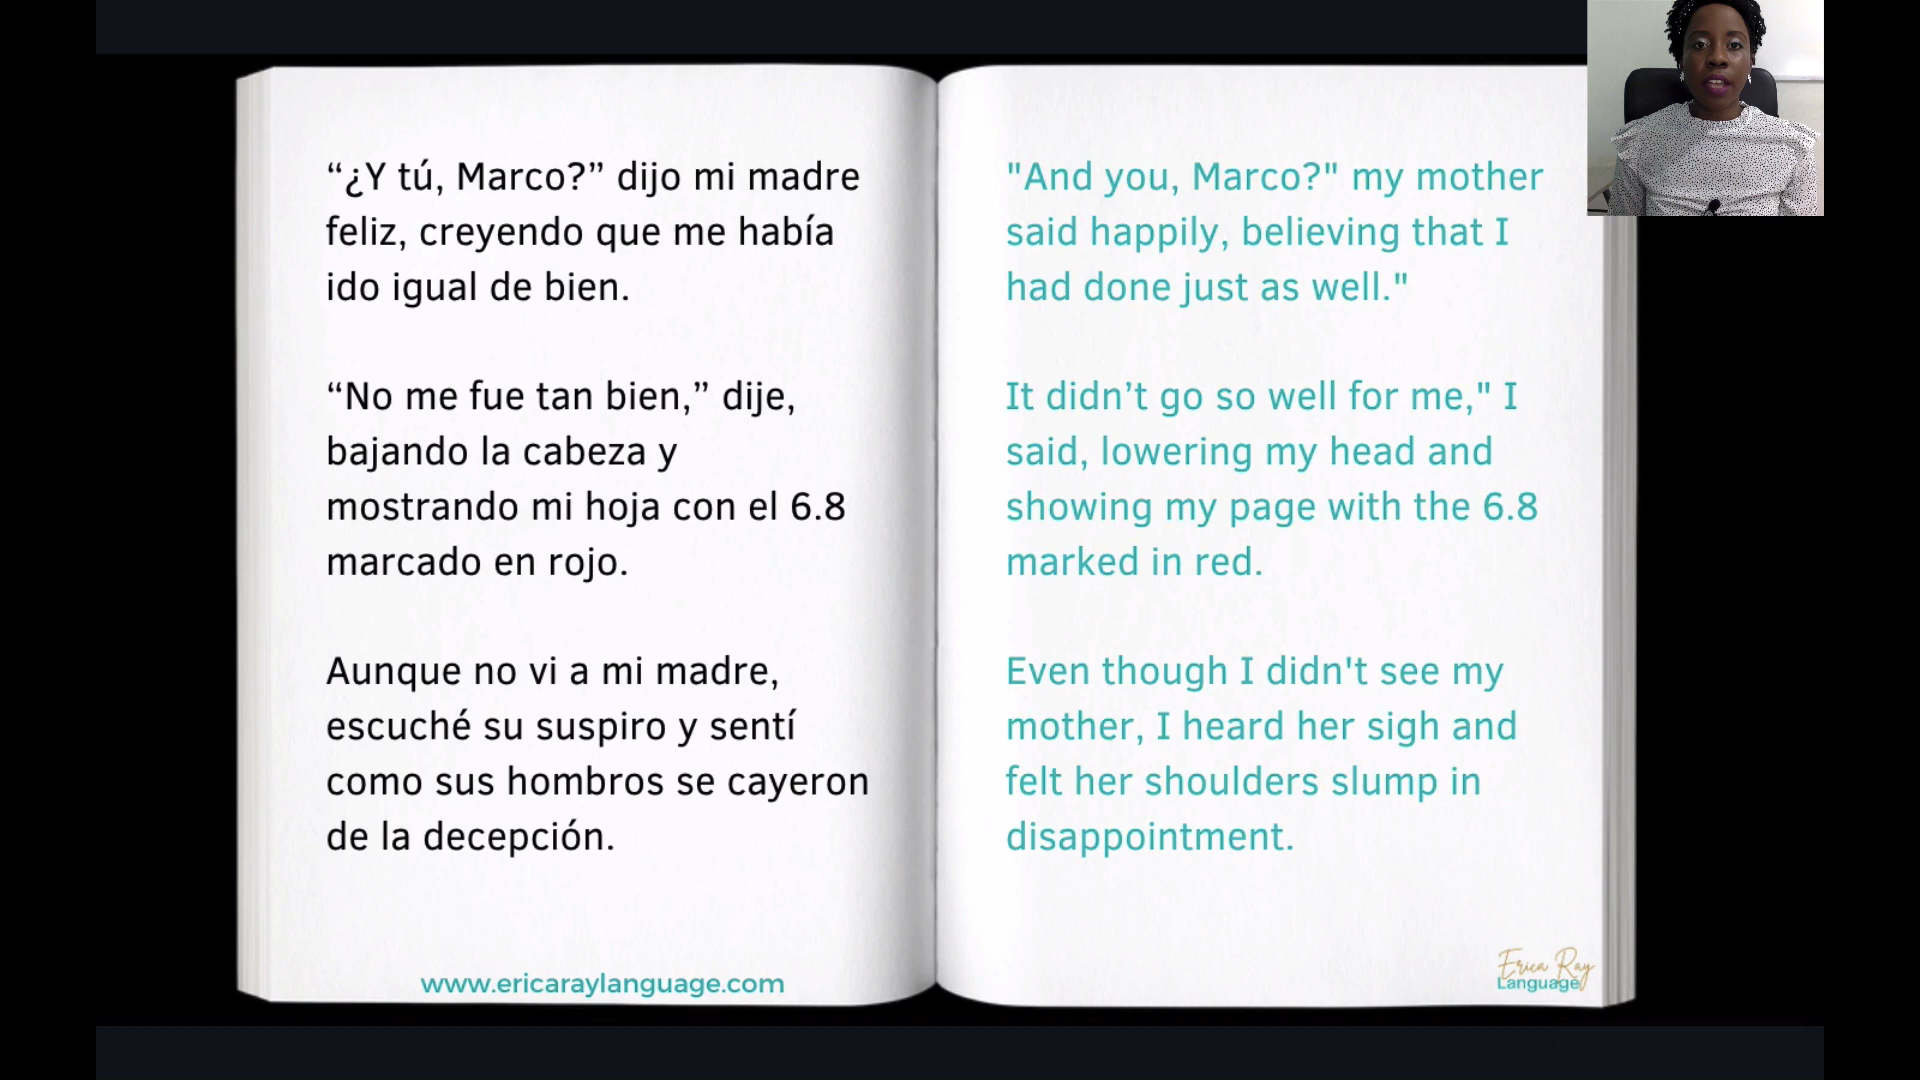 “¿Y tú, Marco?” dijo mi madre
feliz, creyendo que me había
ido igual de bien.
“No me fue tan bien,” dije,
bajando la cabeza y
mostrando mi hoja con el 6.8
marcado en rojo.
Aunque no vi a mi madre,
escuché su suspiro y sentí
como sus hombros se cayeron
de la decepción.
www.ericaraylanguage.com
"And you, Marco?" my mother
said happily, believing that I
had done just as well."
It didn’t go so well for me," I
said, lowering my head and
showing my page with the 6.8
marked in red.
Even though I didn't see my
mother, I heard her sigh and
felt her shoulders slump in
disappointment.
Erica Ray
Language